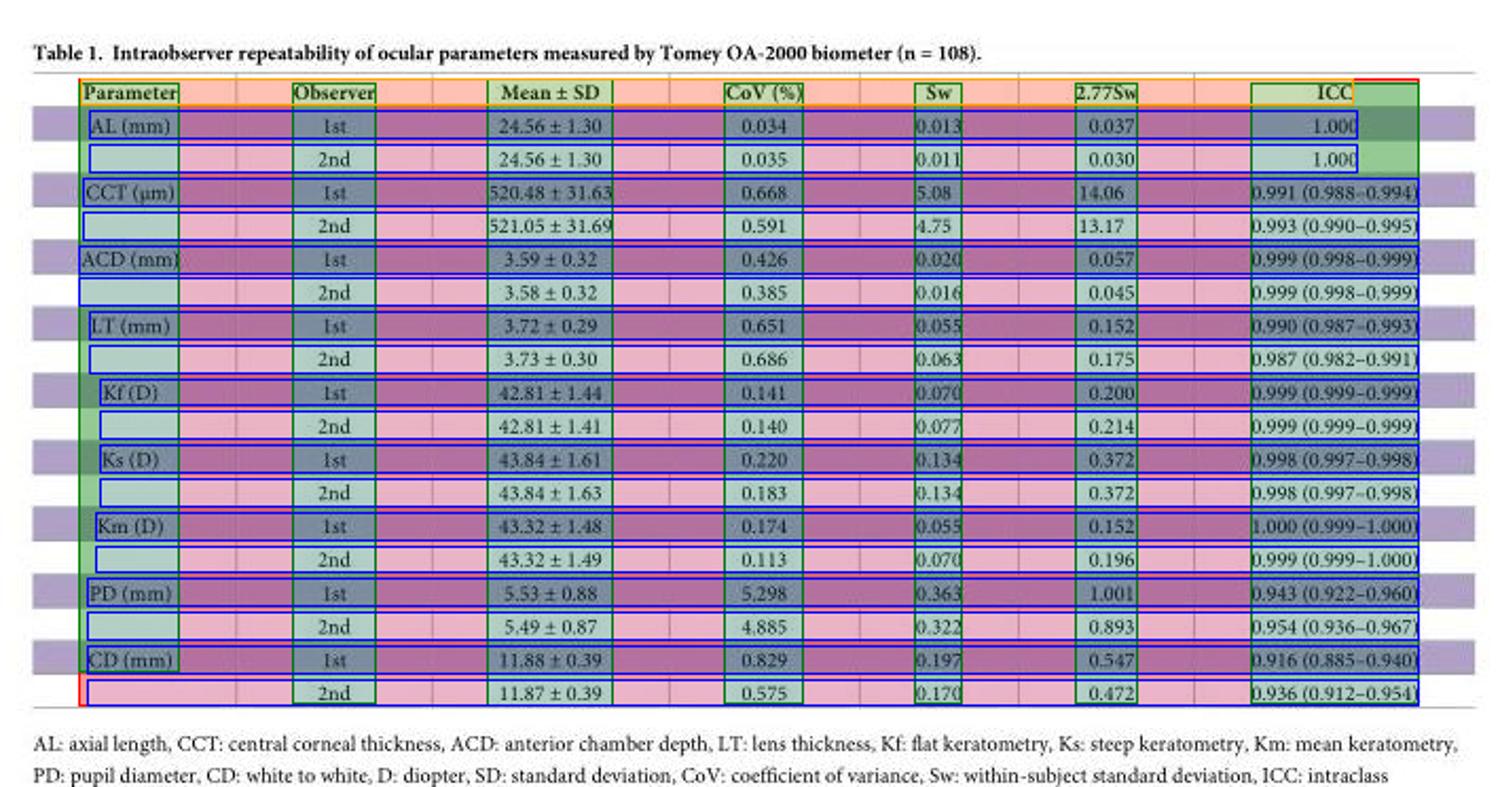 Table 1. Intraobserver repeatability of ocular parameters measured by Tomey OA-2000 biometer (n = 108).
Parameter Observer Mean ± SD CoV (%) Sw 2.77Sw ICC
AL (mm) 1st 24.56 ± 1.30 0.034 0.013 0.037 1.000
2nd 24.56 ± 1.30 0.035 0.011 0.030 1.000
CCT (μm) 1st 520.48 ± 31.63 0.668 5.08 14.06 0.991 (0.988–0.994)
2nd 521.05 ± 31.69 0.591 4.75 13.17 0.993 (0.990–0.995)
ACD (mm) 1st 3.59 ± 0.32 0.426 0.020 0.057 0.999 (0.998–0.999)
2nd 3.58 ± 0.32 0.385 0.016 0.045 0.999 (0.998–0.999)
LT (mm) 1st 3.72 ± 0.29 0.651 0.055 0.152 0.990 (0.987–0.993)
2nd 3.73 ± 0.30 0.686 0.063 0.175 0.987 (0.982–0.991)
Kf (D) 1st 42.81 ± 1.44 0.141 0.070 0.200 0.999 (0.999–0.999)
2nd 42.81 ± 1.41 0.140 0.077 0.214 0.999 (0.999–0.999)
Ks (D) 1st 43.84 ± 1.61 0.220 0.134 0.372 0.998 (0.997–0.998)
2nd 43.84 ± 1.63 0.183 0.134 0.372 0.998 (0.997–0.998)
Km (D) 1st 43.32 ± 1.48 0.174 0.055 0.152 1.000 (0.999–1.000)
2nd 43.32 ± 1.49 0.113 0.070 0.196 0.999 (0.999–1.000)
PD (mm) 1st 5.53 ± 0.88 5.298 0.363 1.001 0.943 (0.922–0.960)
2nd 5.49 ± 0.87 4.885 0.322 0.893 0.954 (0.936–0.967)
CD (mm) 1st 11.88 ± 0.39 0.829 0.197 0.547 0.916 (0.885–0.940)
2nd 11.87 ± 0.39 0.575 0.170 0.472 0.936 (0.912–0.954)
AL: axial length, CCT: central corneal thickness, ACD: anterior chamber depth, LT: lens thickness, Kf: flat keratometry, Ks: steep keratometry, Km: mean keratometry,
PD: pupil diameter, CD: white to white, D: diopter, SD: standard deviation, CoV: coefficient of variance, Sw: within-subject standard deviation, ICC: intraclass